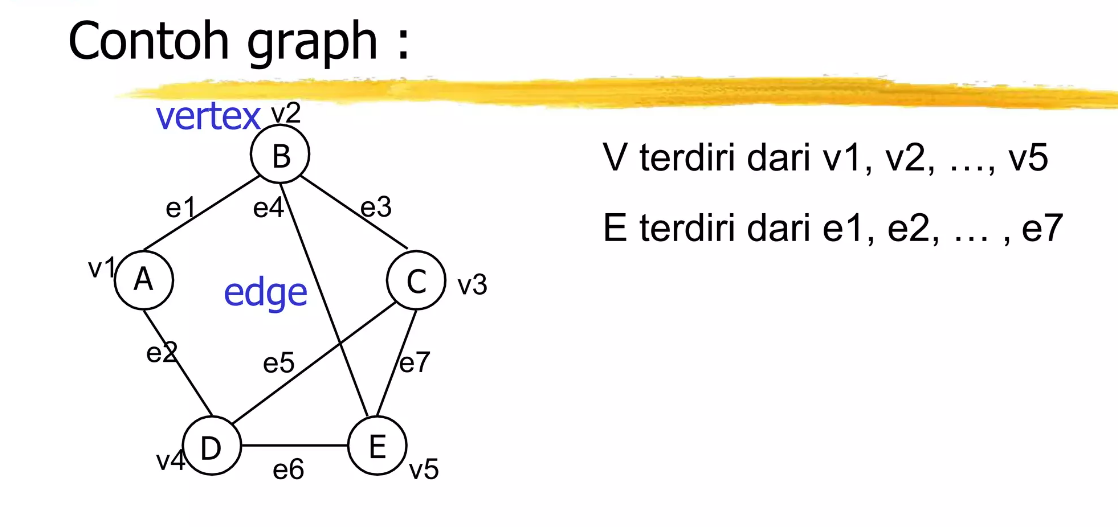 Contoh graph :
vertex v2
B
V terdiri dari v1, v2, …, v5
e1 e4 e3
E terdiri dari e1, e2, … , e7
v1 A edge C v3
e2 e5 e7
v4 D e6 E v5